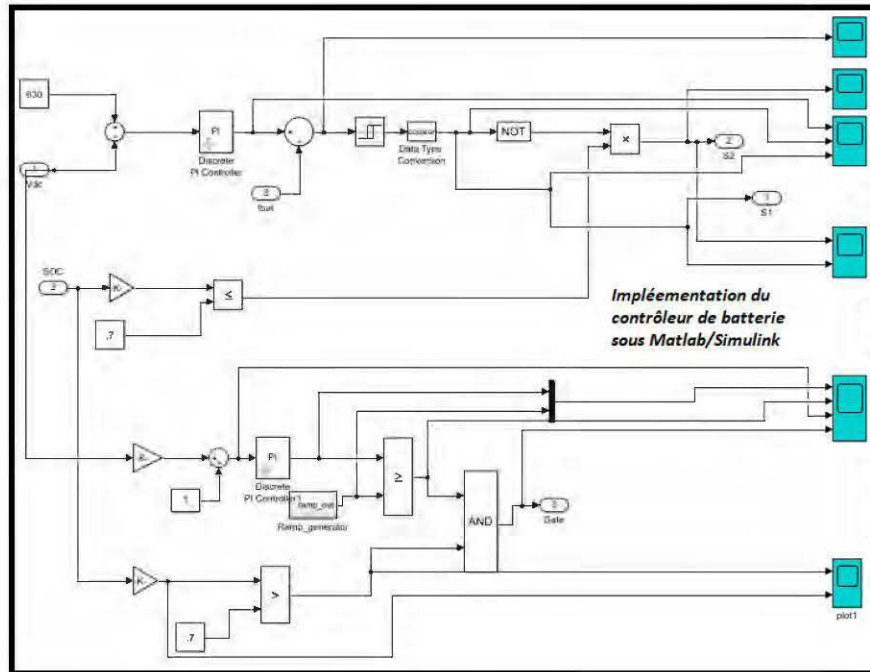 630
PI
Discrete
PI Controller
1
Vdc
3
Ibat
Data Type
Conversion
NOT
×
2
S2
1
S1
SOC
2
K-
≤
.7
Impléementation du
contrôleur de batterie
sous Matlab/Simulink
K-
1
PI
Discrete
PI Controller1
ramp_out
Ramp_generator
≥
AND
3
Gate
K-
>
.7
plot1